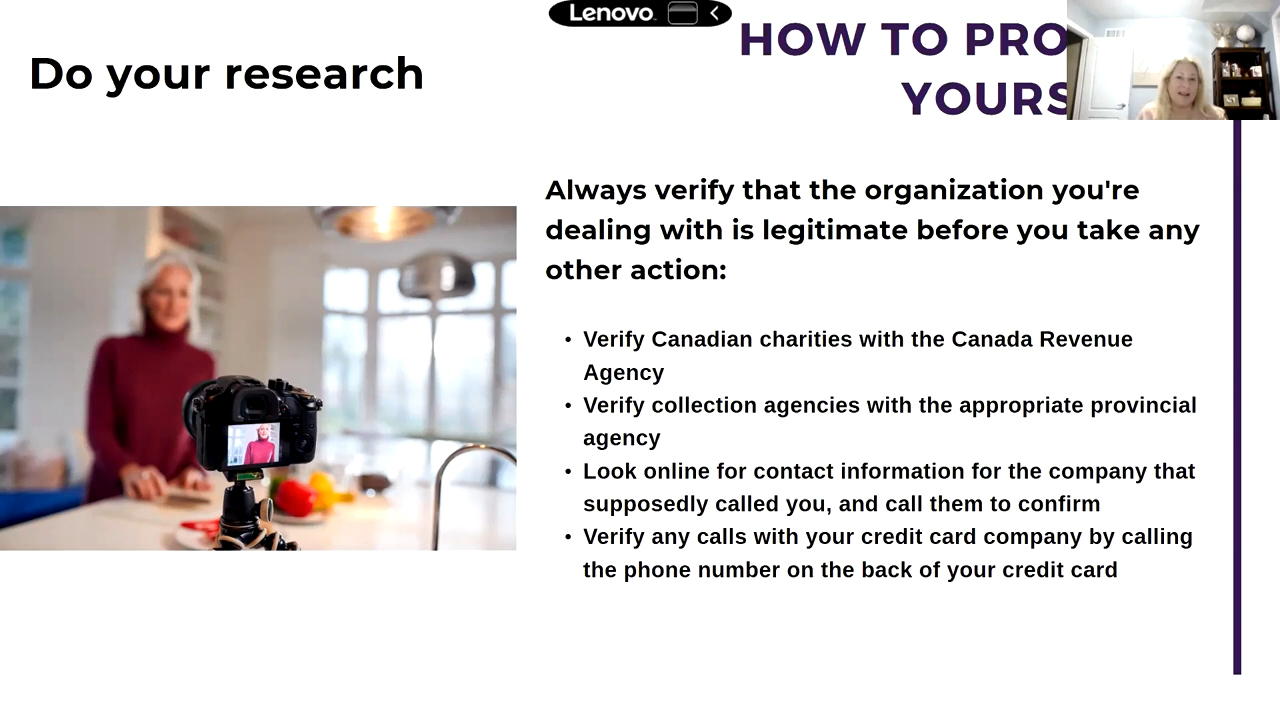 Lenovo
Do your research
HOW TO PRO
YOURS
Always verify that the organization you're
dealing with is legitimate before you take any
other action:
• Verify Canadian charities with the Canada Revenue
Agency
• Verify collection agencies with the appropriate provincial
agency
• Look online for contact information for the company that
supposedly called you, and call them to confirm
• Verify any calls with your credit card company by calling
the phone number on the back of your credit card